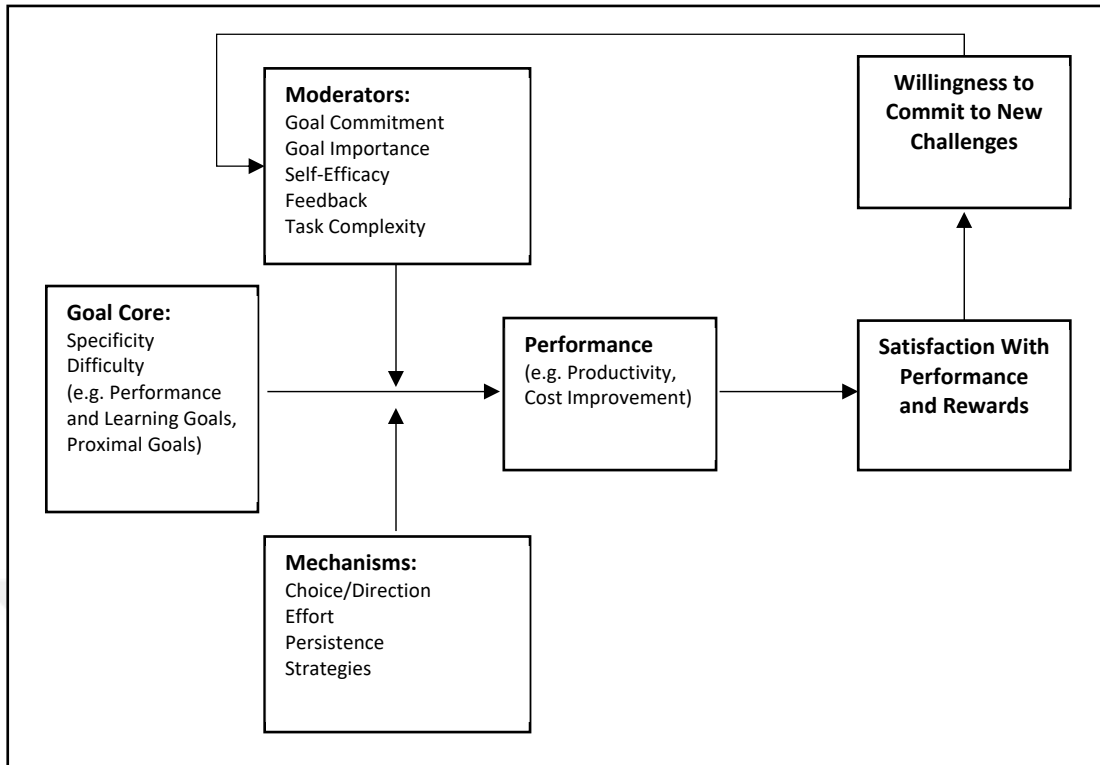 Moderators:
Goal Commitment
Goal Importance
Self-Efficacy
Feedback
Task Complexity
Willingness to
Commit to New
Challenges
Goal Core:
Specificity
Difficulty
(e.g. Performance
and Learning Goals,
Proximal Goals)
Performance
(e.g. Productivity,
Cost Improvement)
Satisfaction With
Performance
and Rewards
Mechanisms:
Choice/Direction
Effort
Persistence
Strategies